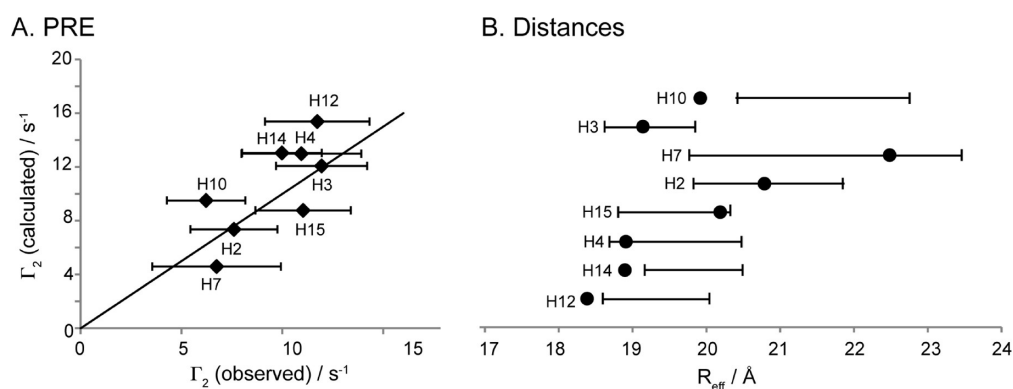 A. PRE
B. Distances
20
16
12
8
4
0
Γ2 (calculated) / s-1
H12
H14
H4
H3
H10
H15
H2
H7
0
5
10
15
Γ2 (observed) / s-1
H10
H3
H7
H2
H15
H4
H14
H12
17
18
19
20
21
22
23
24
Reff / Å